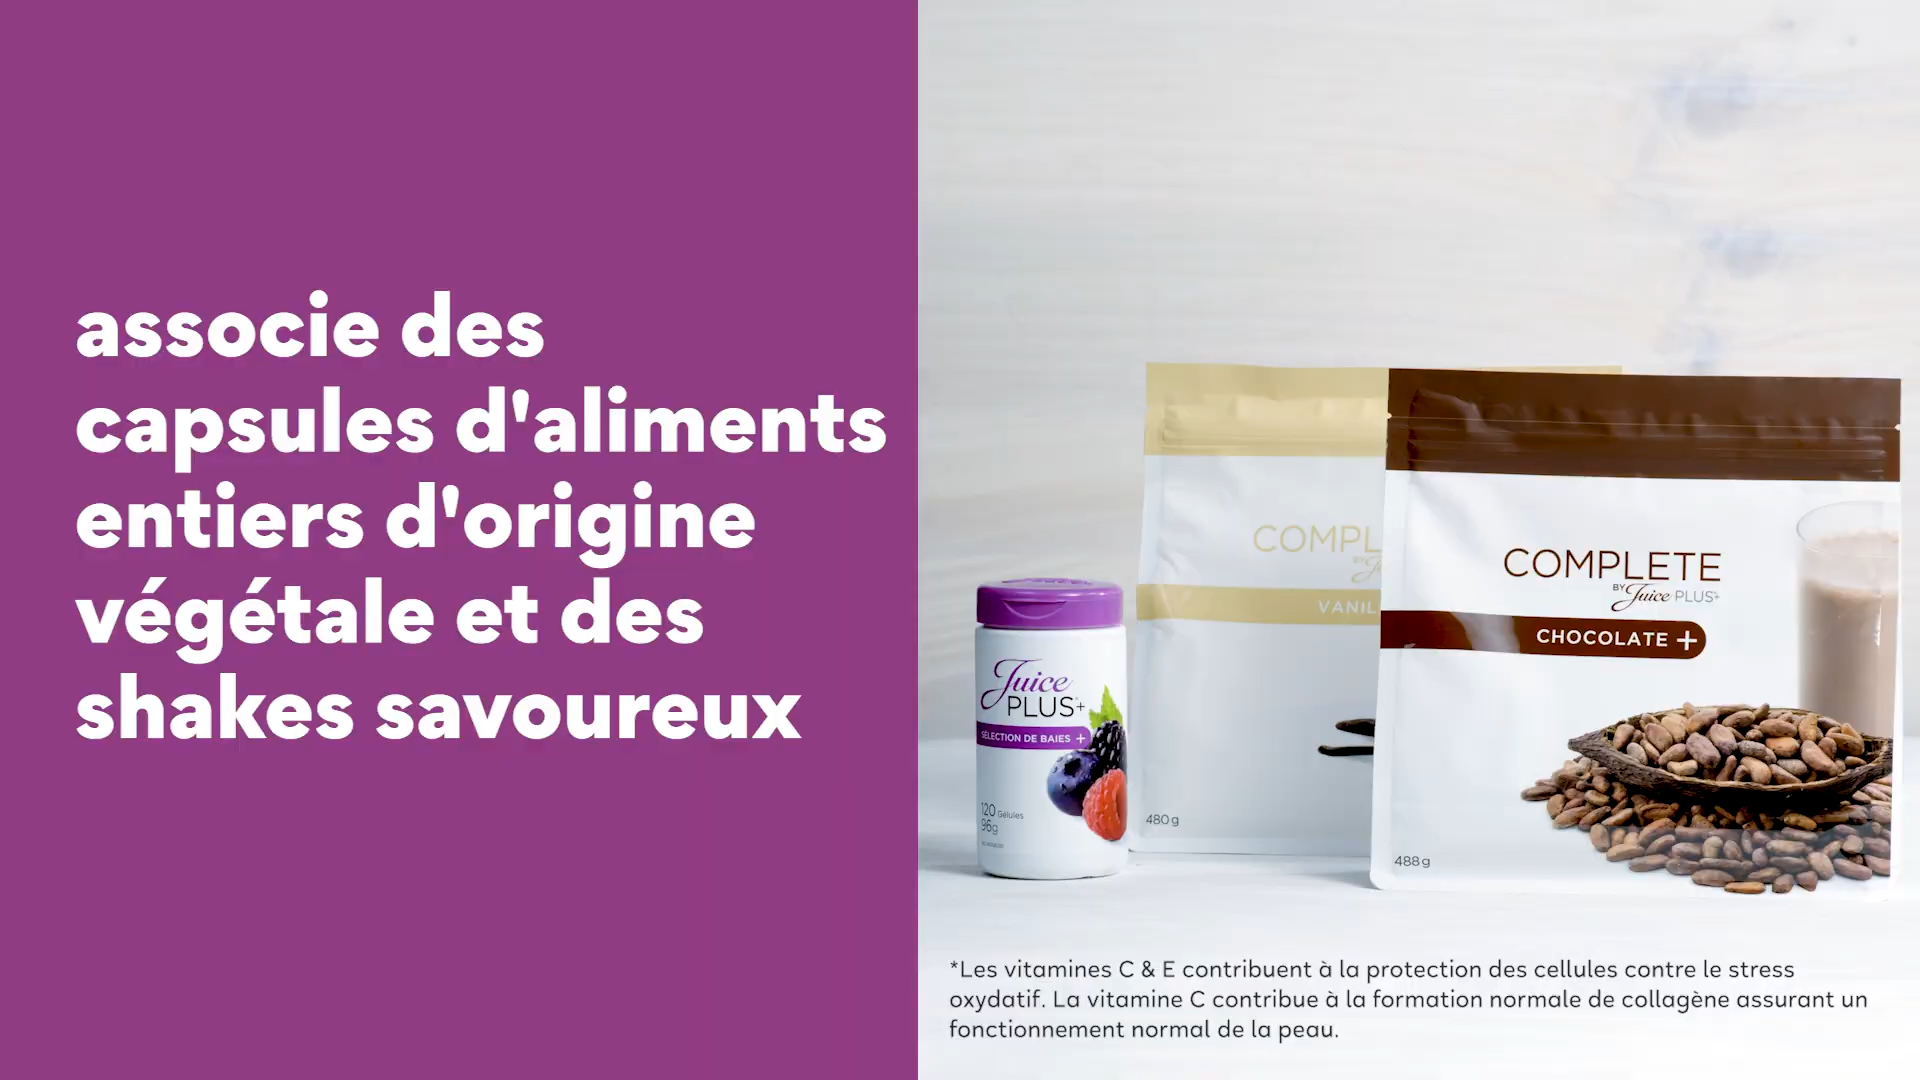 associe des
capsules d'aliments
entiers d'origine
végétale et des
shakes savoureux
Juice
PLUS+
SÉLECTION DE BAIES +
120 Gélules
96g
COMPL
VANIL
480 g
COMPLETE
BY Juice PLUS+
CHOCOLATE +
488 g
*Les vitamines C & E contribuent à la protection des cellules contre le stress
oxydatif. La vitamine C contribue à la formation normale de collagène assurant un
fonctionnement normal de la peau.